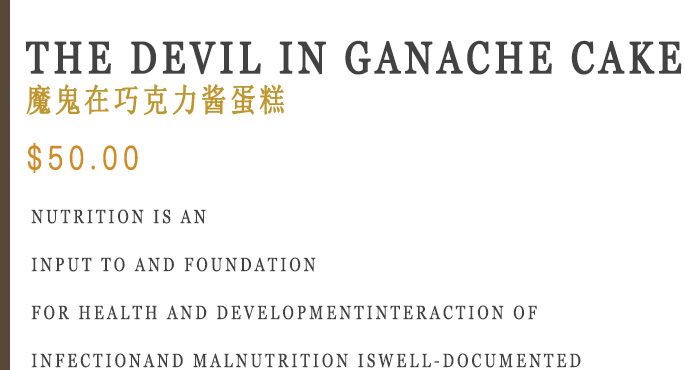 THE DEVIL IN GANACHE CAKE
魔鬼在巧克力酱蛋糕
$50.00
NUTRITION IS AN
INPUT TO AND FOUNDATION
FOR HEALTH AND DEVELOPMENTINTERACTION OF
INFECTIONAND MALNUTRITION ISWELL-DOCUMENTED